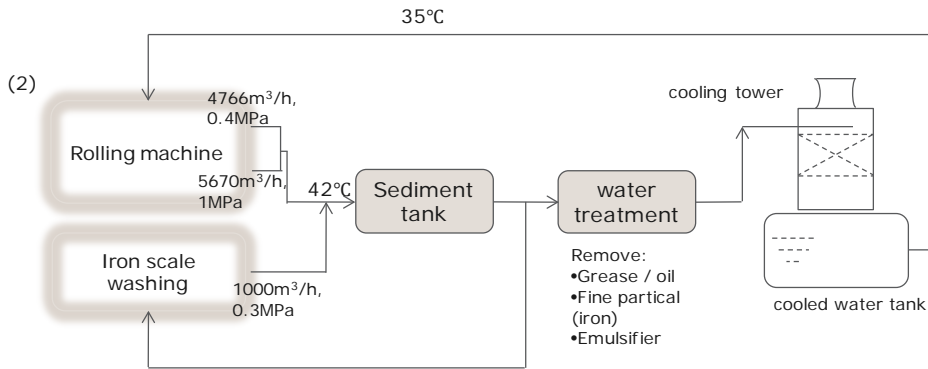 35℃
(2)
4766m³/h,
0.4MPa
cooling tower
Rolling machine
5670m³/h,
1MPa
42℃
Sediment
tank
water
treatment
Iron scale
washing
1000m³/h,
0.3MPa
Remove:
•Grease / oil
•Fine partical
(iron)
•Emulsifier
cooled water tank